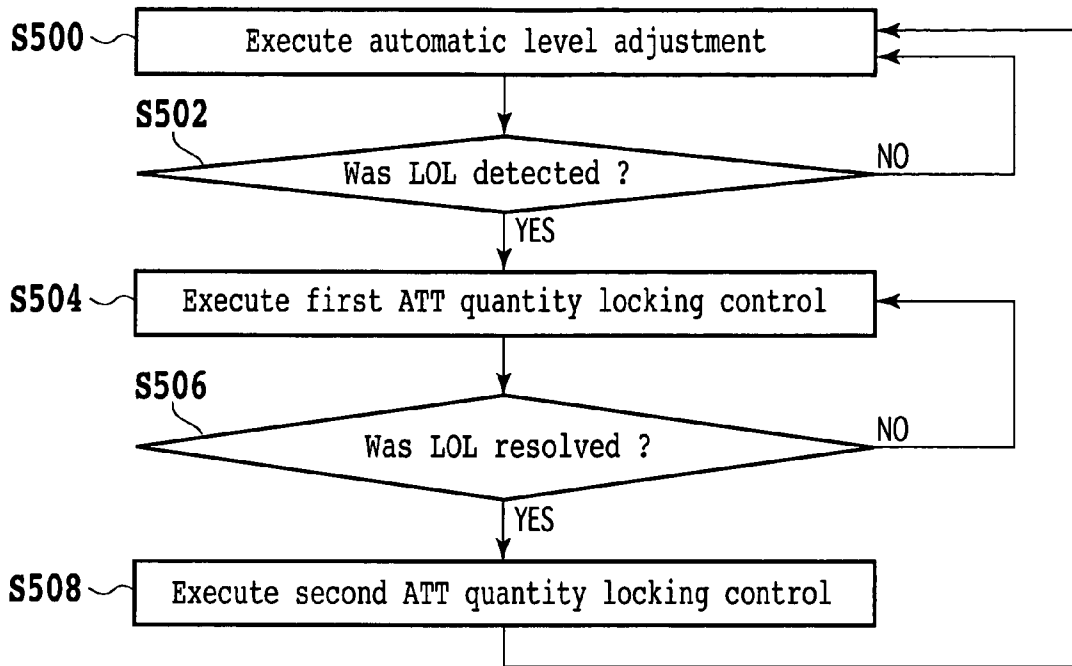 S500
Execute automatic level adjustment
S502
Was LOL detected ?
NO
YES
S504
Execute first ATT quantity locking control
S506
Was LOL resolved ?
NO
YES
S508
Execute second ATT quantity locking control